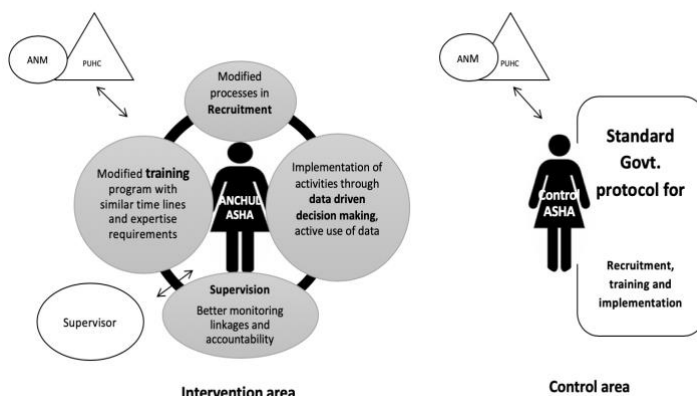 ANM
PUHC
Modified
processes in
Recruitment
Modified training
program with
similar time lines
and expertise
requirements
ANCHUL
ASHA
Implementation of
activities through
data driven
decision making,
active use of data
Supervision
Better monitoring
linkages and
accountability
Supervisor
Intervention area
ANM
PUHC
Control
ASHA
Standard
Govt.
protocol for
Recruitment,
training and
implementation
Control area